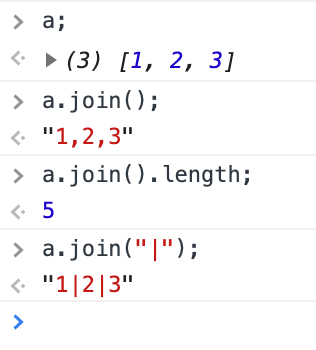 > a;
<· ▶ (3) [1, 2, 3]
> a.join();
<· "1,2,3"
> a.join().length;
<· 5
> a.join("|");
<· "1|2|3"
>